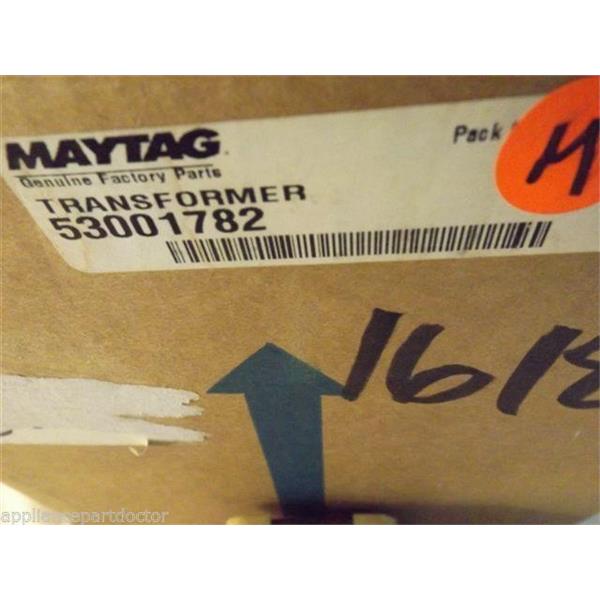 MAYTAG
Genuine Factory Parts
Pack
M
TRANSFORMER
53001782
1618
appliancepartdoctor